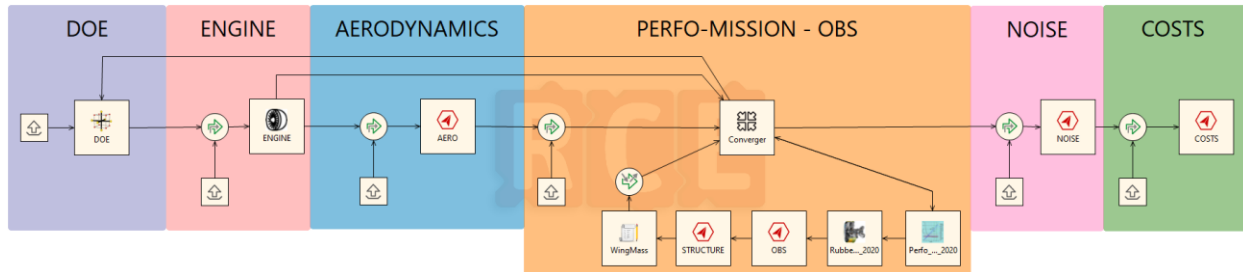 DOE
ENGINE
AERODYNAMICS
PERFO-MISSION - OBS
NOISE
COSTS
DOE
ENGINE
AERO
Converger
NOISE
COSTS
RCE
WingMass
STRUCTURE
OBS
Rubbe..._2020
Perfo_..._2020